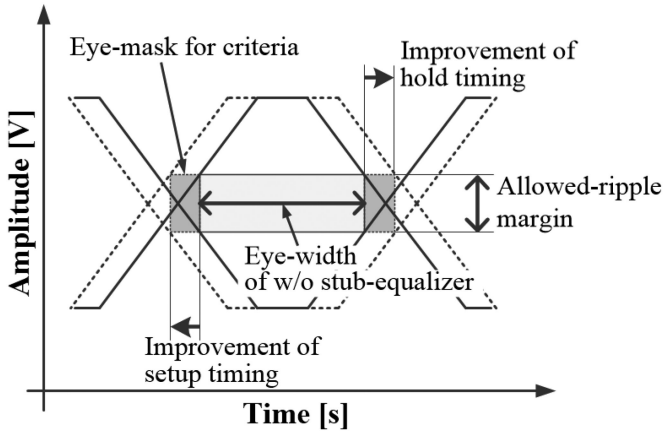 Eye-mask for criteria
Improvement of
hold timing
Amplitude [V]
Allowed-ripple
margin
Eye-width
of w/o stub-equalizer
Improvement of
setup timing
Time [s]